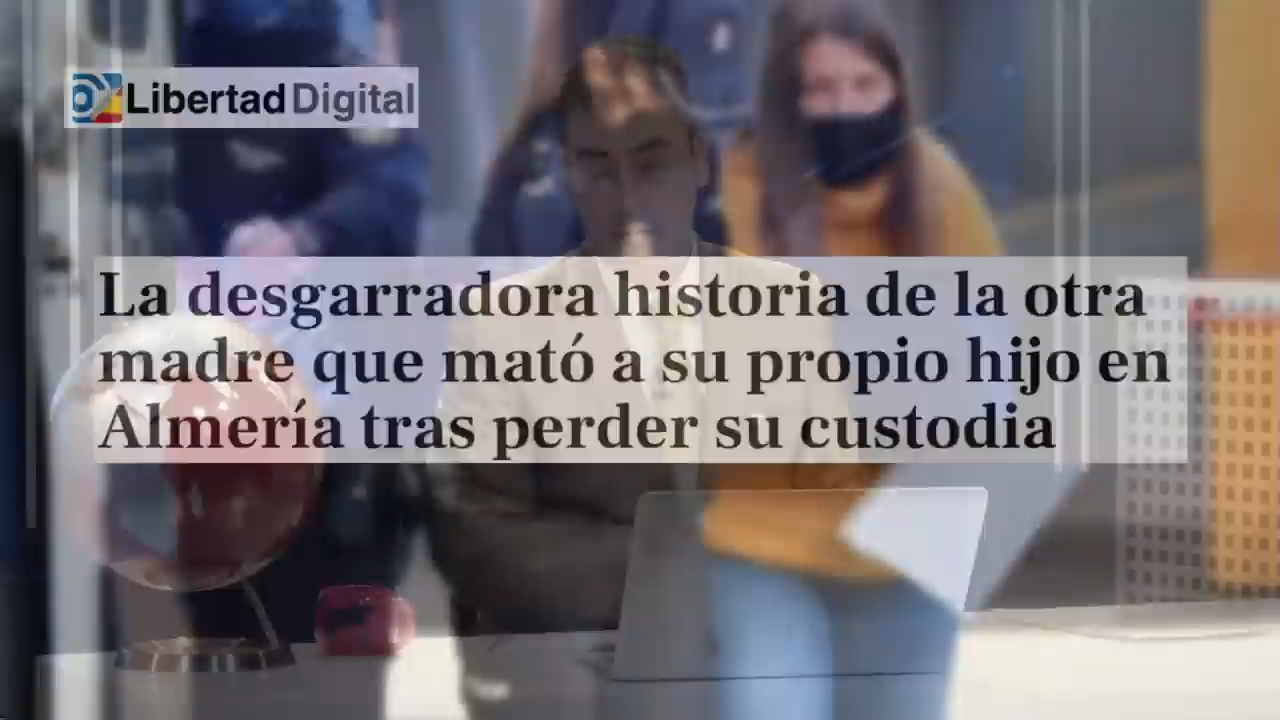 Libertad Digital
La desgarradora historia de la otra
madre que mató a su propio hijo en
Almería tras perder su custodia